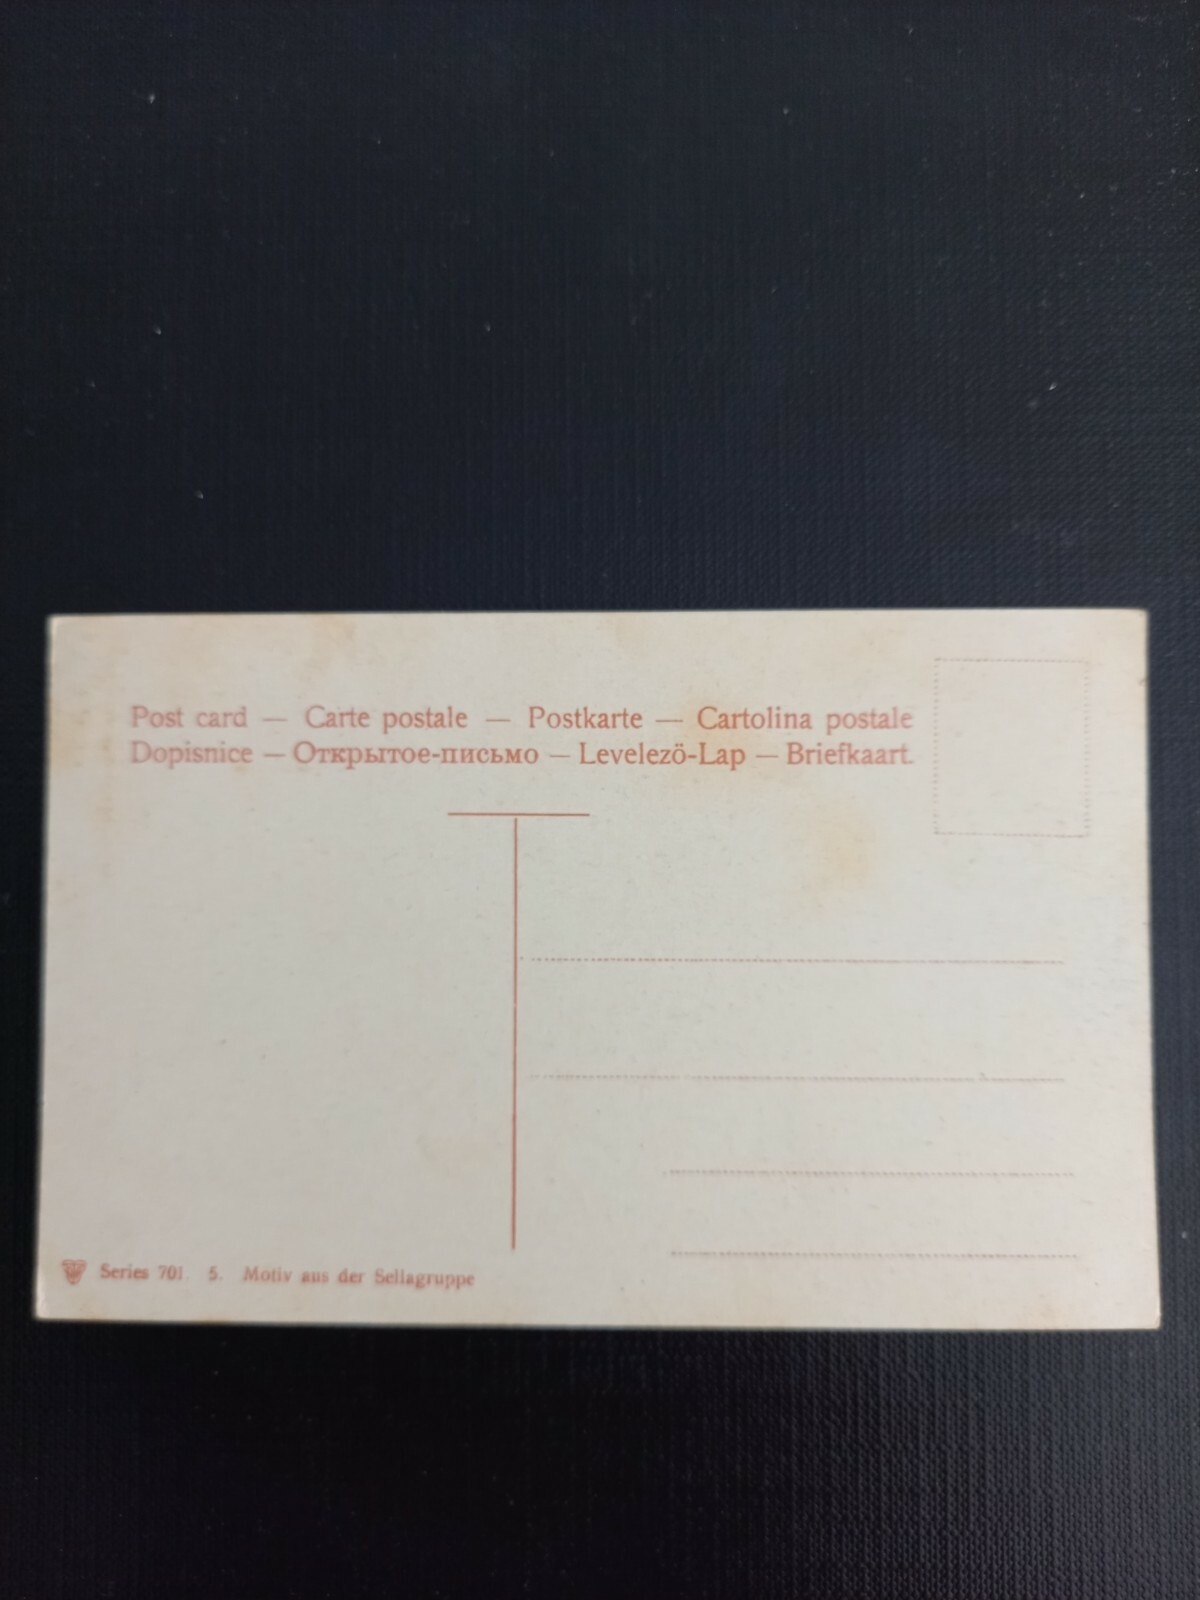 Post card — Carte postale — Postkarte — Cartolina postale
Dopisnice — Открытое-письмо — Levelezö-Lap — Briefkaart.
Series 701. 5. Motiv aus der Sellagruppe